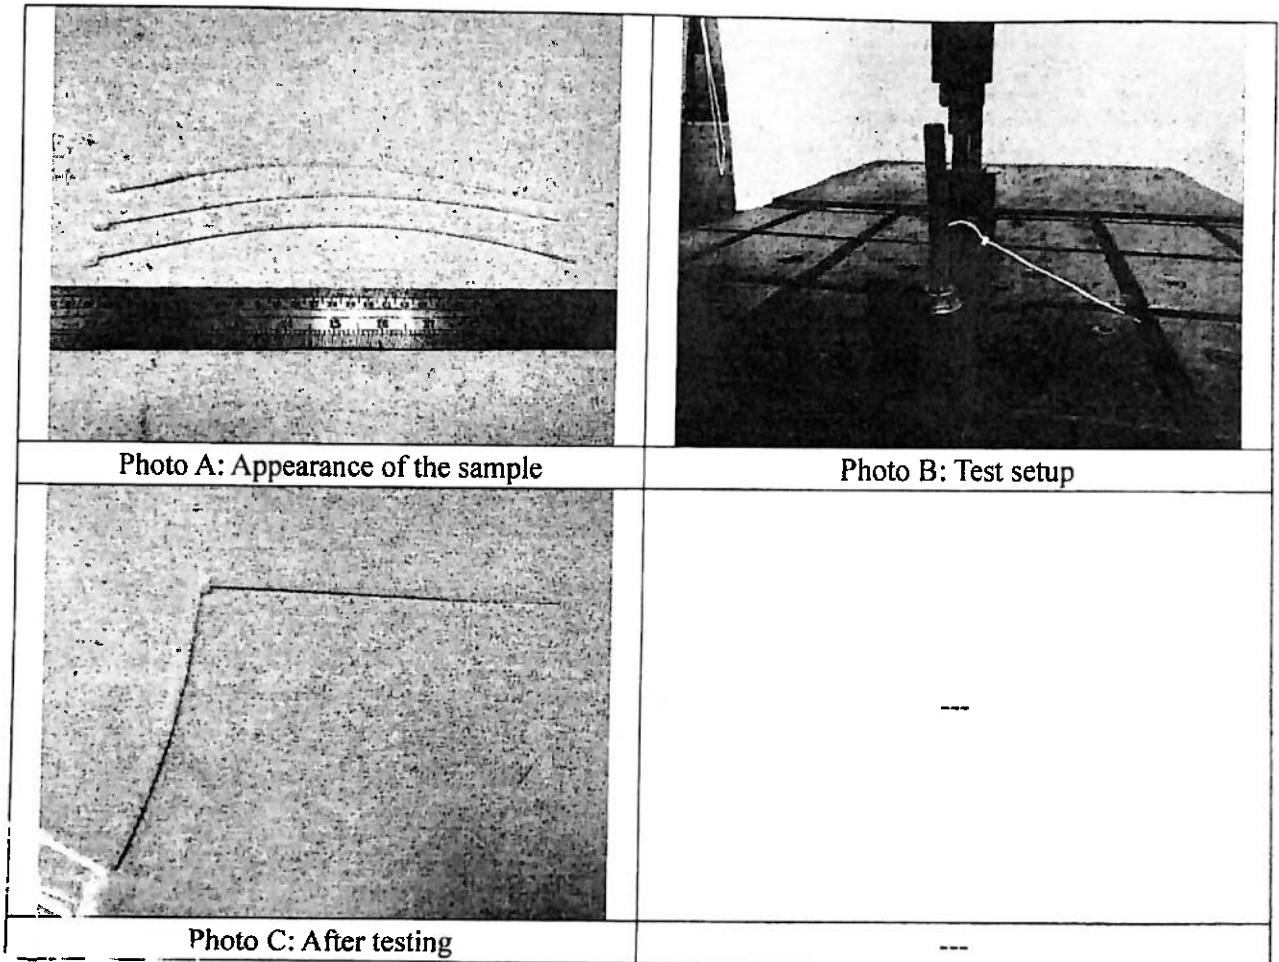 Photo A: Appearance of the sample
Photo B: Test setup
---
Photo C: After testing
---